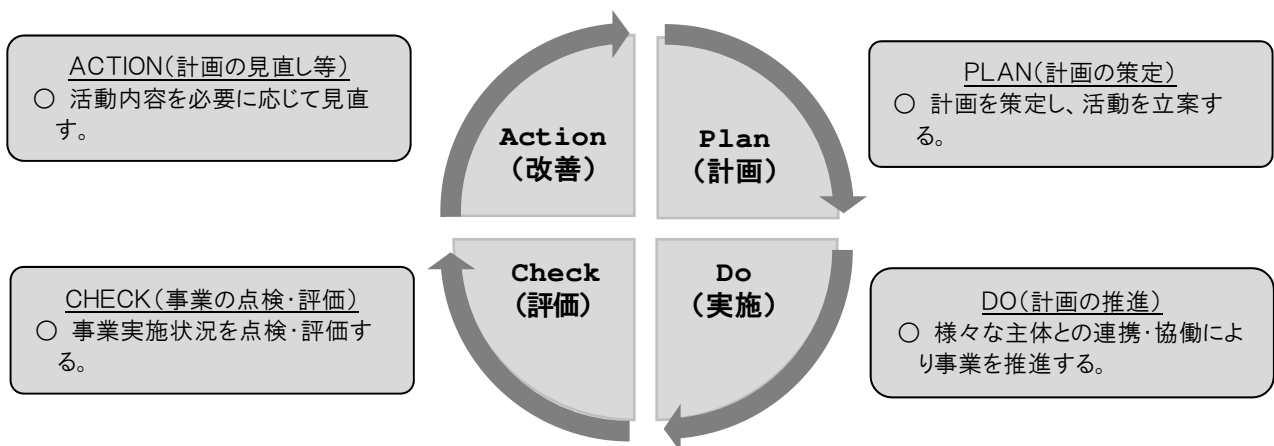 ACTION(計画の見直し等)
○ 活動内容を必要に応じて見直
す。
Action
(改善)
Plan
(計画)
PLAN(計画の策定)
○ 計画を策定し、活動を立案す
る。
CHECK(事業の点検・評価)
○ 事業実施状況を点検・評価す
る。
Check
(評価)
Do
(実施)
DO(計画の推進)
○ 様々な主体との連携・協働によ
り事業を推進する。